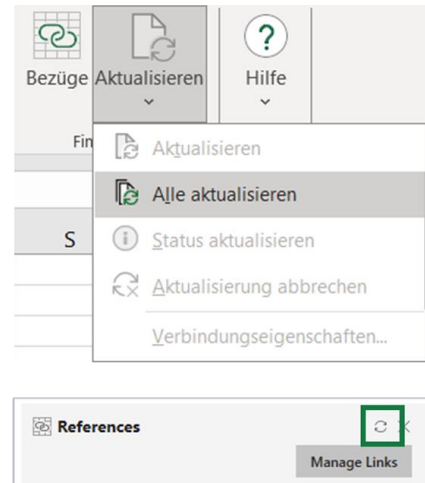 Bezüge Aktualisieren Hilfe
Fin
Aktualisieren
Alle aktualisieren
S
Status aktualisieren
Aktualisierung abbrechen
Verbindungseigenschaften...
References
Manage Links